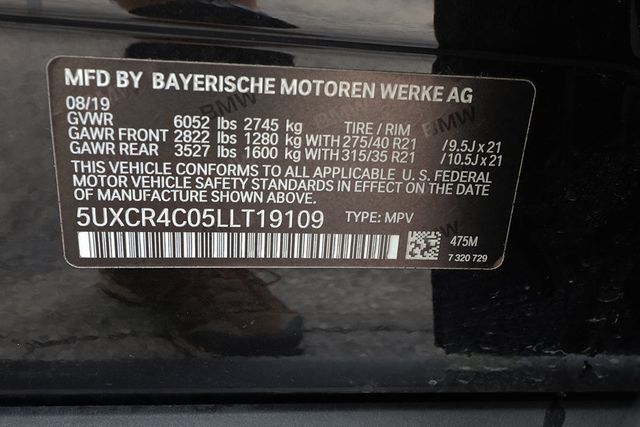 MFD BY BAYERISCHE MOTOREN WERKE AG
08/19
GVWR 6052 lbs 2745 kg TIRE / RIM
GAWR FRONT 2822 lbs 1280 kg WITH 275/40 R21 /9.5J x 21
GAWR REAR 3527 lbs 1600 kg WITH 315/35 R21 /10.5J x 21
THIS VEHICLE CONFORMS TO ALL APPLICABLE U. S. FEDERAL
MOTOR VEHICLE SAFETY STANDARDS IN EFFECT ON THE
DATE OF MANUFACTURE SHOWN ABOVE.
5UXCR4C05LLT19109 TYPE: MPV
475M
7 320 729
BMW
BMW